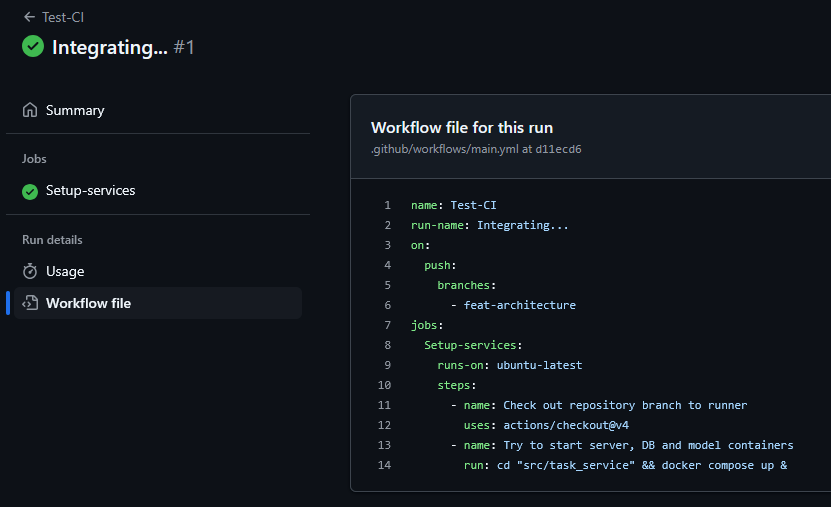 Test-CI
Integrating... #1
Summary
Jobs
Setup-services
Run details
Usage
Workflow file
Workflow file for this run
.github/workflows/main.yml at d11ecd6
1 name: Test-CI
2 run-name: Integrating...
3 on:
4   push:
5     branches:
6       - feat-architecture
7 jobs:
8   Setup-services:
9     runs-on: ubuntu-latest
10     steps:
11       - name: Check out repository branch to runner
12         uses: actions/checkout@v4
13       - name: Try to start server, DB and model containers
14         run: cd "src/task_service" && docker compose up &